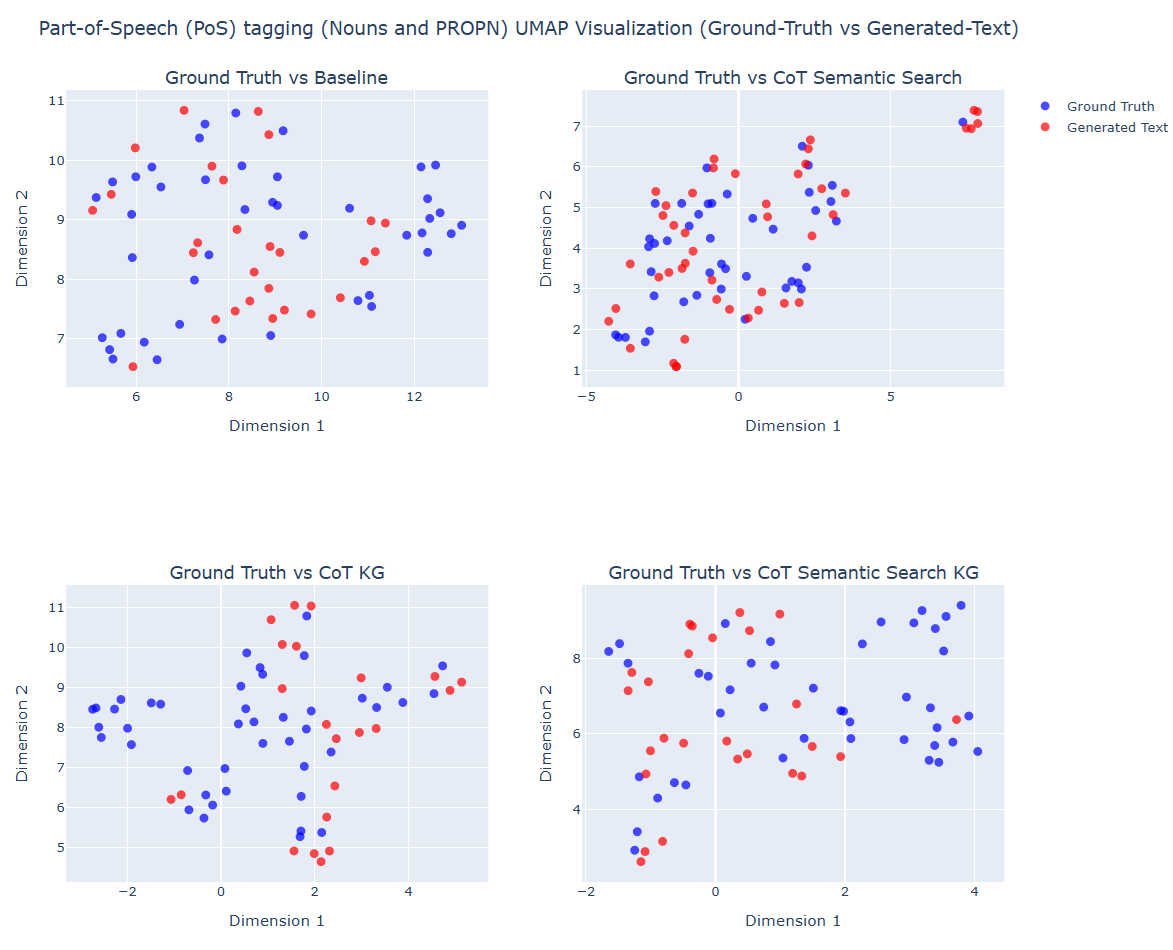 Part-of-Speech (PoS) tagging (Nouns and PROPN) UMAP Visualization (Ground-Truth vs Generated-Text)
Ground Truth vs Baseline
11
10
9
8
7
Dimension 2
6
8
10
12
Dimension 1
Ground Truth vs CoT Semantic Search
7
6
5
4
3
2
1
Dimension 2
−5
0
5
Dimension 1
Ground Truth
Generated Text
Ground Truth vs CoT KG
11
10
9
8
7
6
5
Dimension 2
−2
0
2
4
Dimension 1
Ground Truth vs CoT Semantic Search KG
8
6
4
Dimension 2
−2
0
2
4
Dimension 1